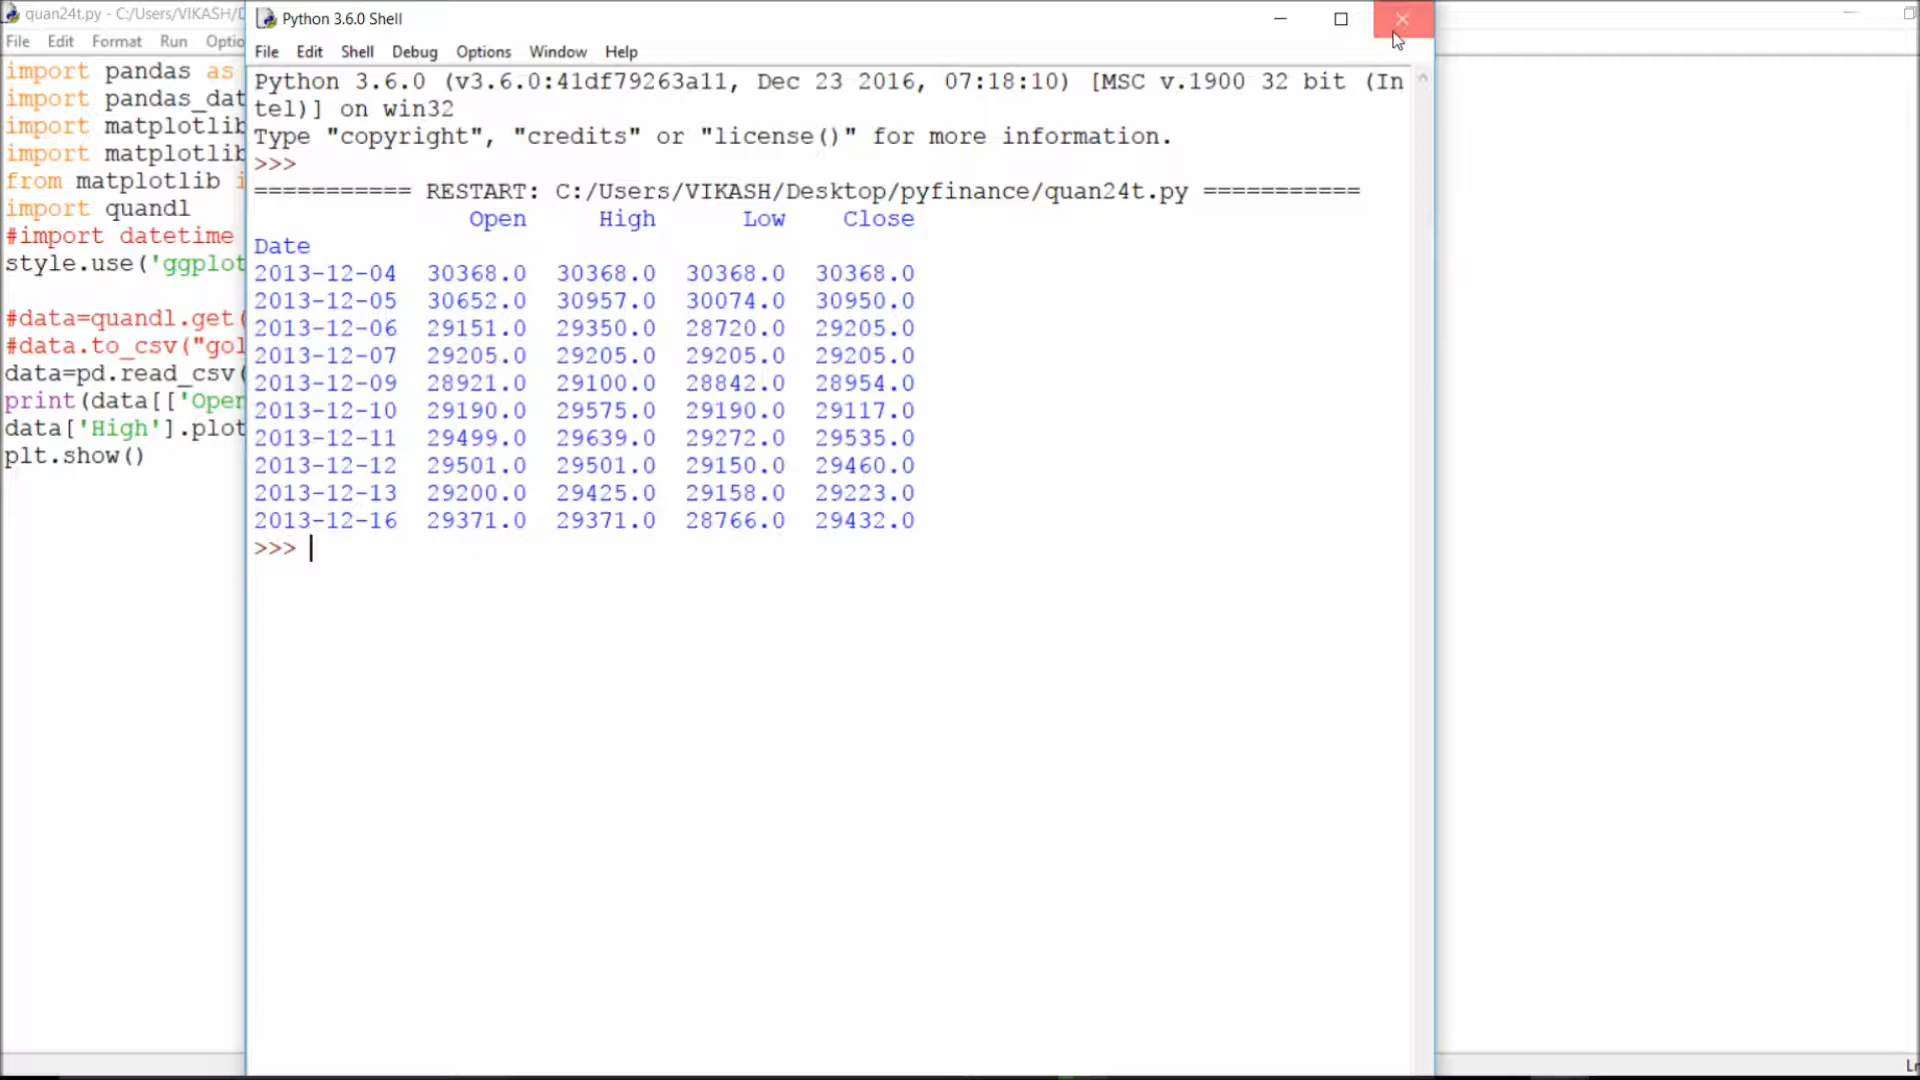 quan24t.py - C:/Users/VIKASH/D
File Edit Format Run Optio
import pandas as
import pandas_dat
import matplotlib
import matplotlib
from matplotlib i
import quandl
#import datetime
style.use('ggplot
#data=quandl.get(
#data.to_csv("gol
data=pd.read_csv(
print(data[['Open
data['High'].plot
plt.show()
Python 3.6.0 Shell
File Edit Shell Debug Options Window Help
Python 3.6.0 (v3.6.0:41df79263a11, Dec 23 2016, 07:18:10) [MSC v.1900 32 bit (In
tel)] on win32
Type "copyright", "credits" or "license()" for more information.
>>>
=========== RESTART: C:/Users/VIKASH/Desktop/pyfinance/quan24t.py ===========
Open High Low Close
Date
2013-12-04 30368.0 30368.0 30368.0 30368.0
2013-12-05 30652.0 30957.0 30074.0 30950.0
2013-12-06 29151.0 29350.0 28720.0 29205.0
2013-12-07 29205.0 29205.0 29205.0 29205.0
2013-12-09 28921.0 29100.0 28842.0 28954.0
2013-12-10 29190.0 29575.0 29190.0 29117.0
2013-12-11 29499.0 29639.0 29272.0 29535.0
2013-12-12 29501.0 29501.0 29150.0 29460.0
2013-12-13 29200.0 29425.0 29158.0 29223.0
2013-12-16 29371.0 29371.0 28766.0 29432.0
>>>
Ln